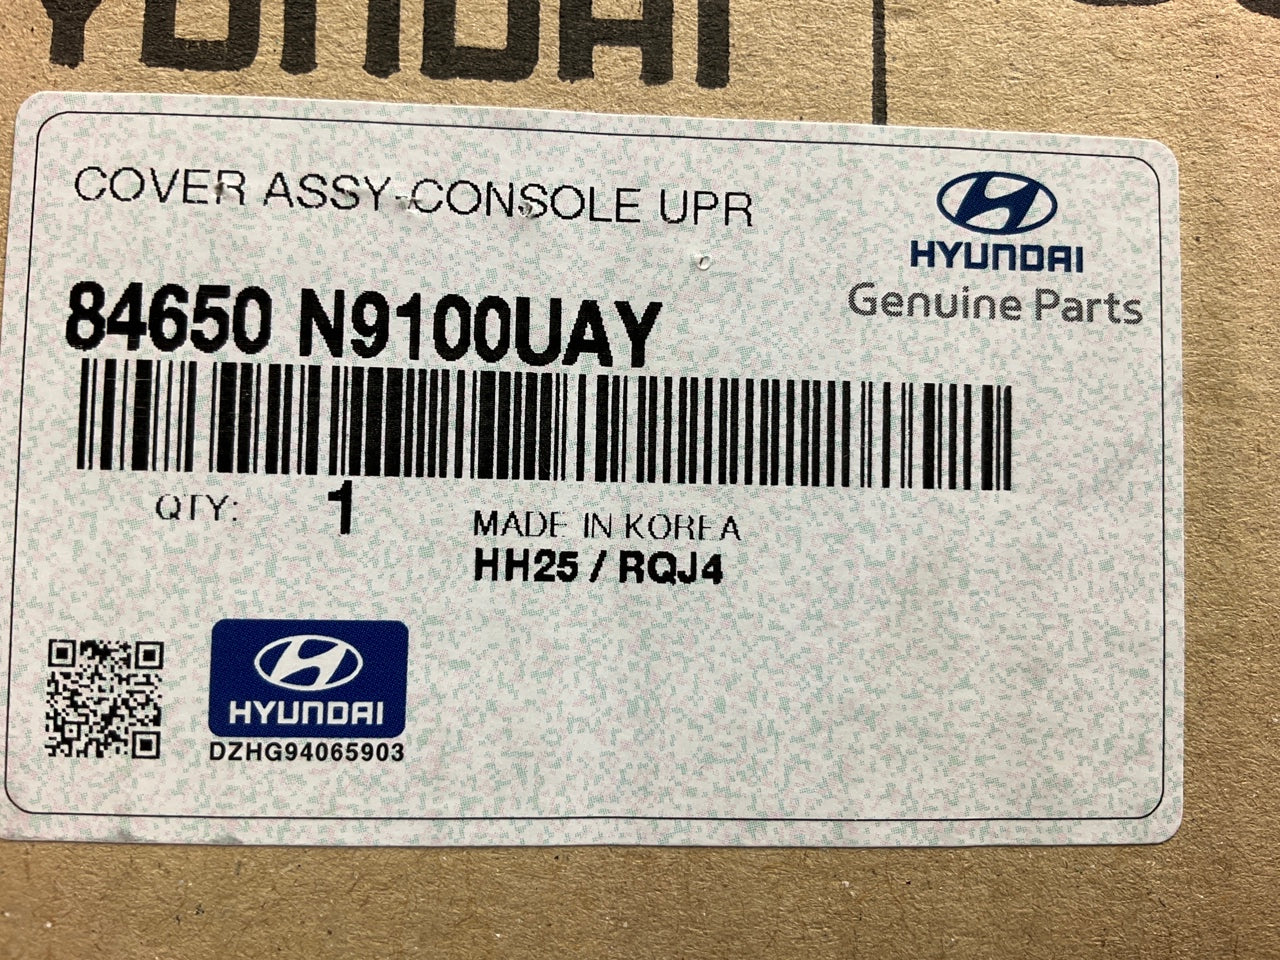 HYUNDAI
COVER ASSY-CONSOLE UPR
HYUNDAI
Genuine Parts
84650 N9100UAY
QTY: 1
MADE IN KOREA
HH25 / RQJ4
HYUNDAI
DZHG94065903